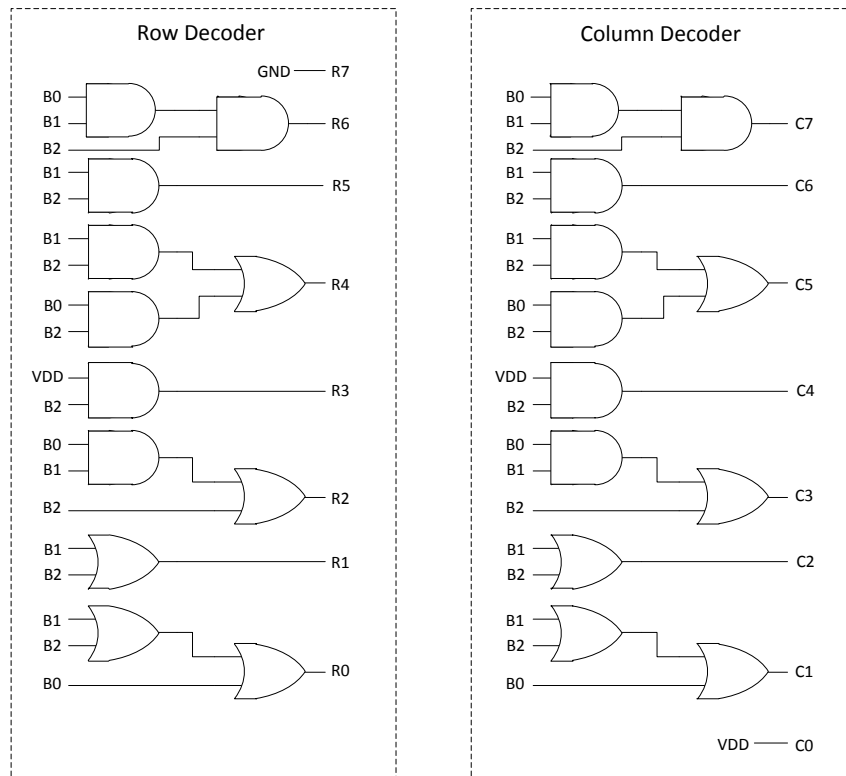 Row Decoder
GND R7
B0
B1
R6
B2
B1
R5
B2
B1
B2
R4
B0
B2
VDD
R3
B2
B0
B1
R2
B2
B1
R1
B2
B1
B2
R0
B0
Column Decoder
B0
B1
C7
B2
B1
C6
B2
B1
B2
C5
B0
B2
VDD
C4
B2
B0
B1
C3
B2
B1
C2
B2
B1
B2
C1
B0
VDD C0